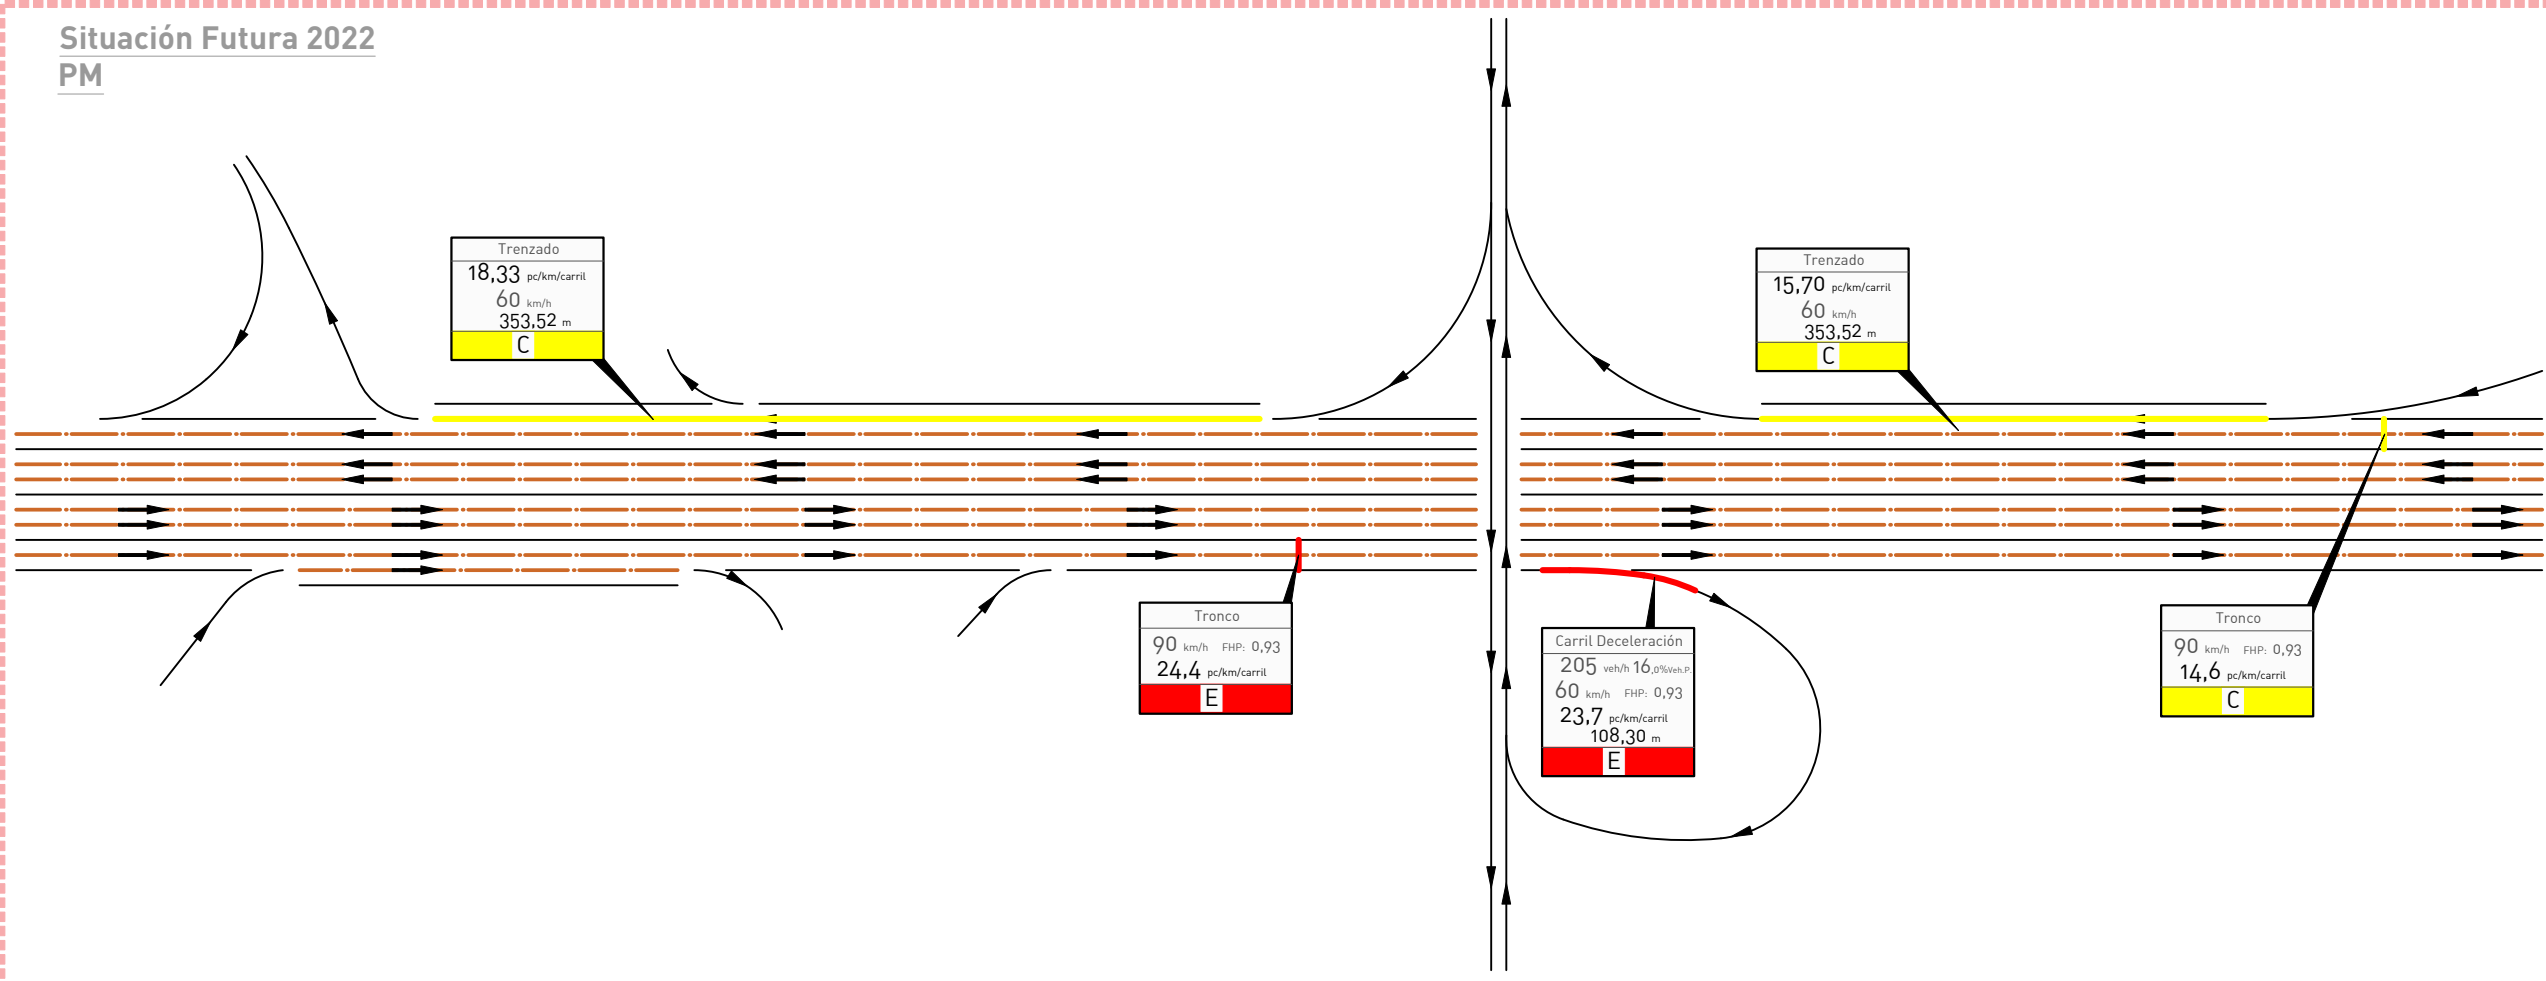 Situación Futura 2022
PM
Trenzado
18,33 pc/km/carril
60 km/h
353,52 m
C
Trenzado
15,70 pc/km/carril
60 km/h
353,52 m
C
Tronco
90 km/h FHP: 0,93
24,4 pc/km/carril
E
Carril Deceleración
205 veh/h 16,0%Veh.P.
60 km/h FHP: 0,93
23,7 pc/km/carril
108,30 m
E
Tronco
90 km/h FHP: 0,93
14,6 pc/km/carril
C